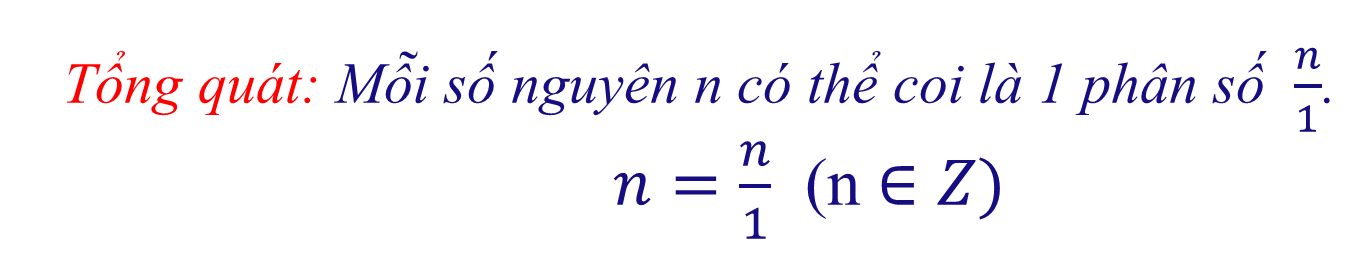 Tổng quát: Mỗi số nguyên n có thể coi là 1 phân số n/1.
n = n/1 (n ∈ Z)